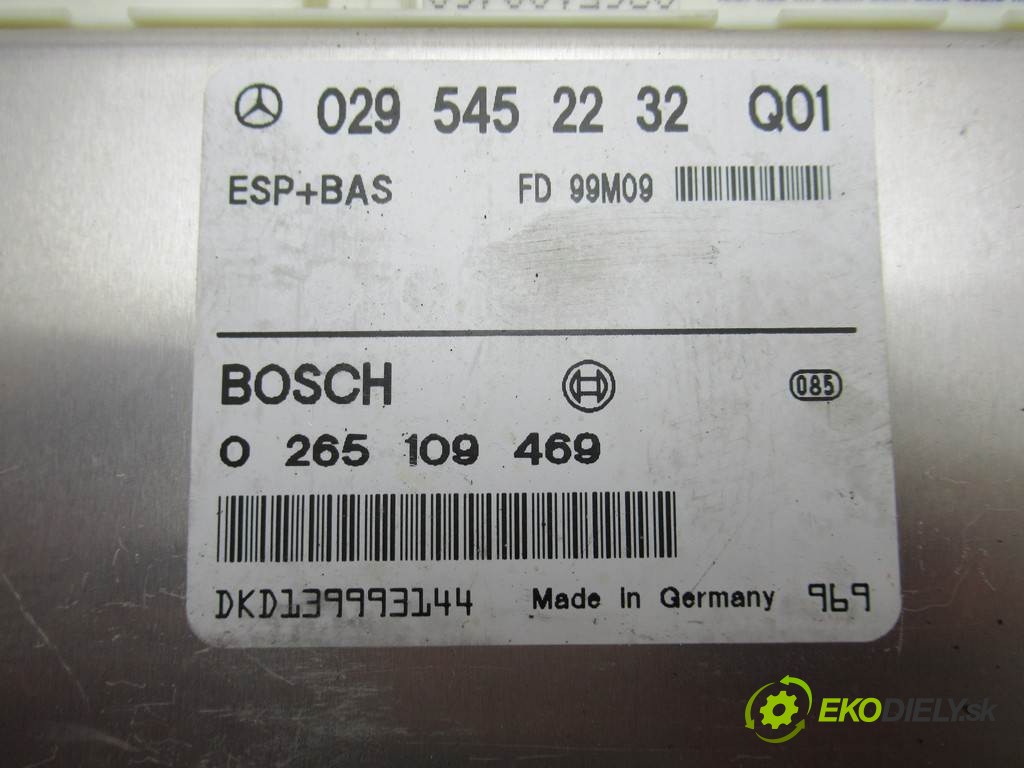 029 545 22 32 Q01
ESP+BAS FD 99M09
BOSCH 085
0 265 109 469
DKD139993144 Made in Germany 969
EKODIELY.sk